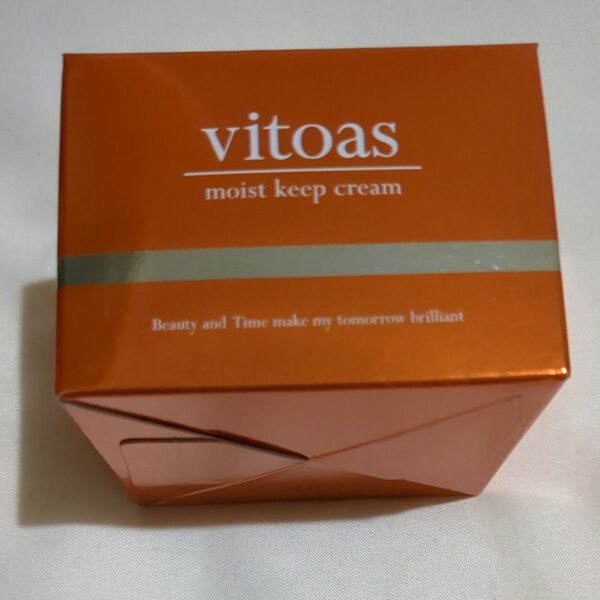 vitoas
moist keep cream
Beauty and Time make my tomorrow brilliant